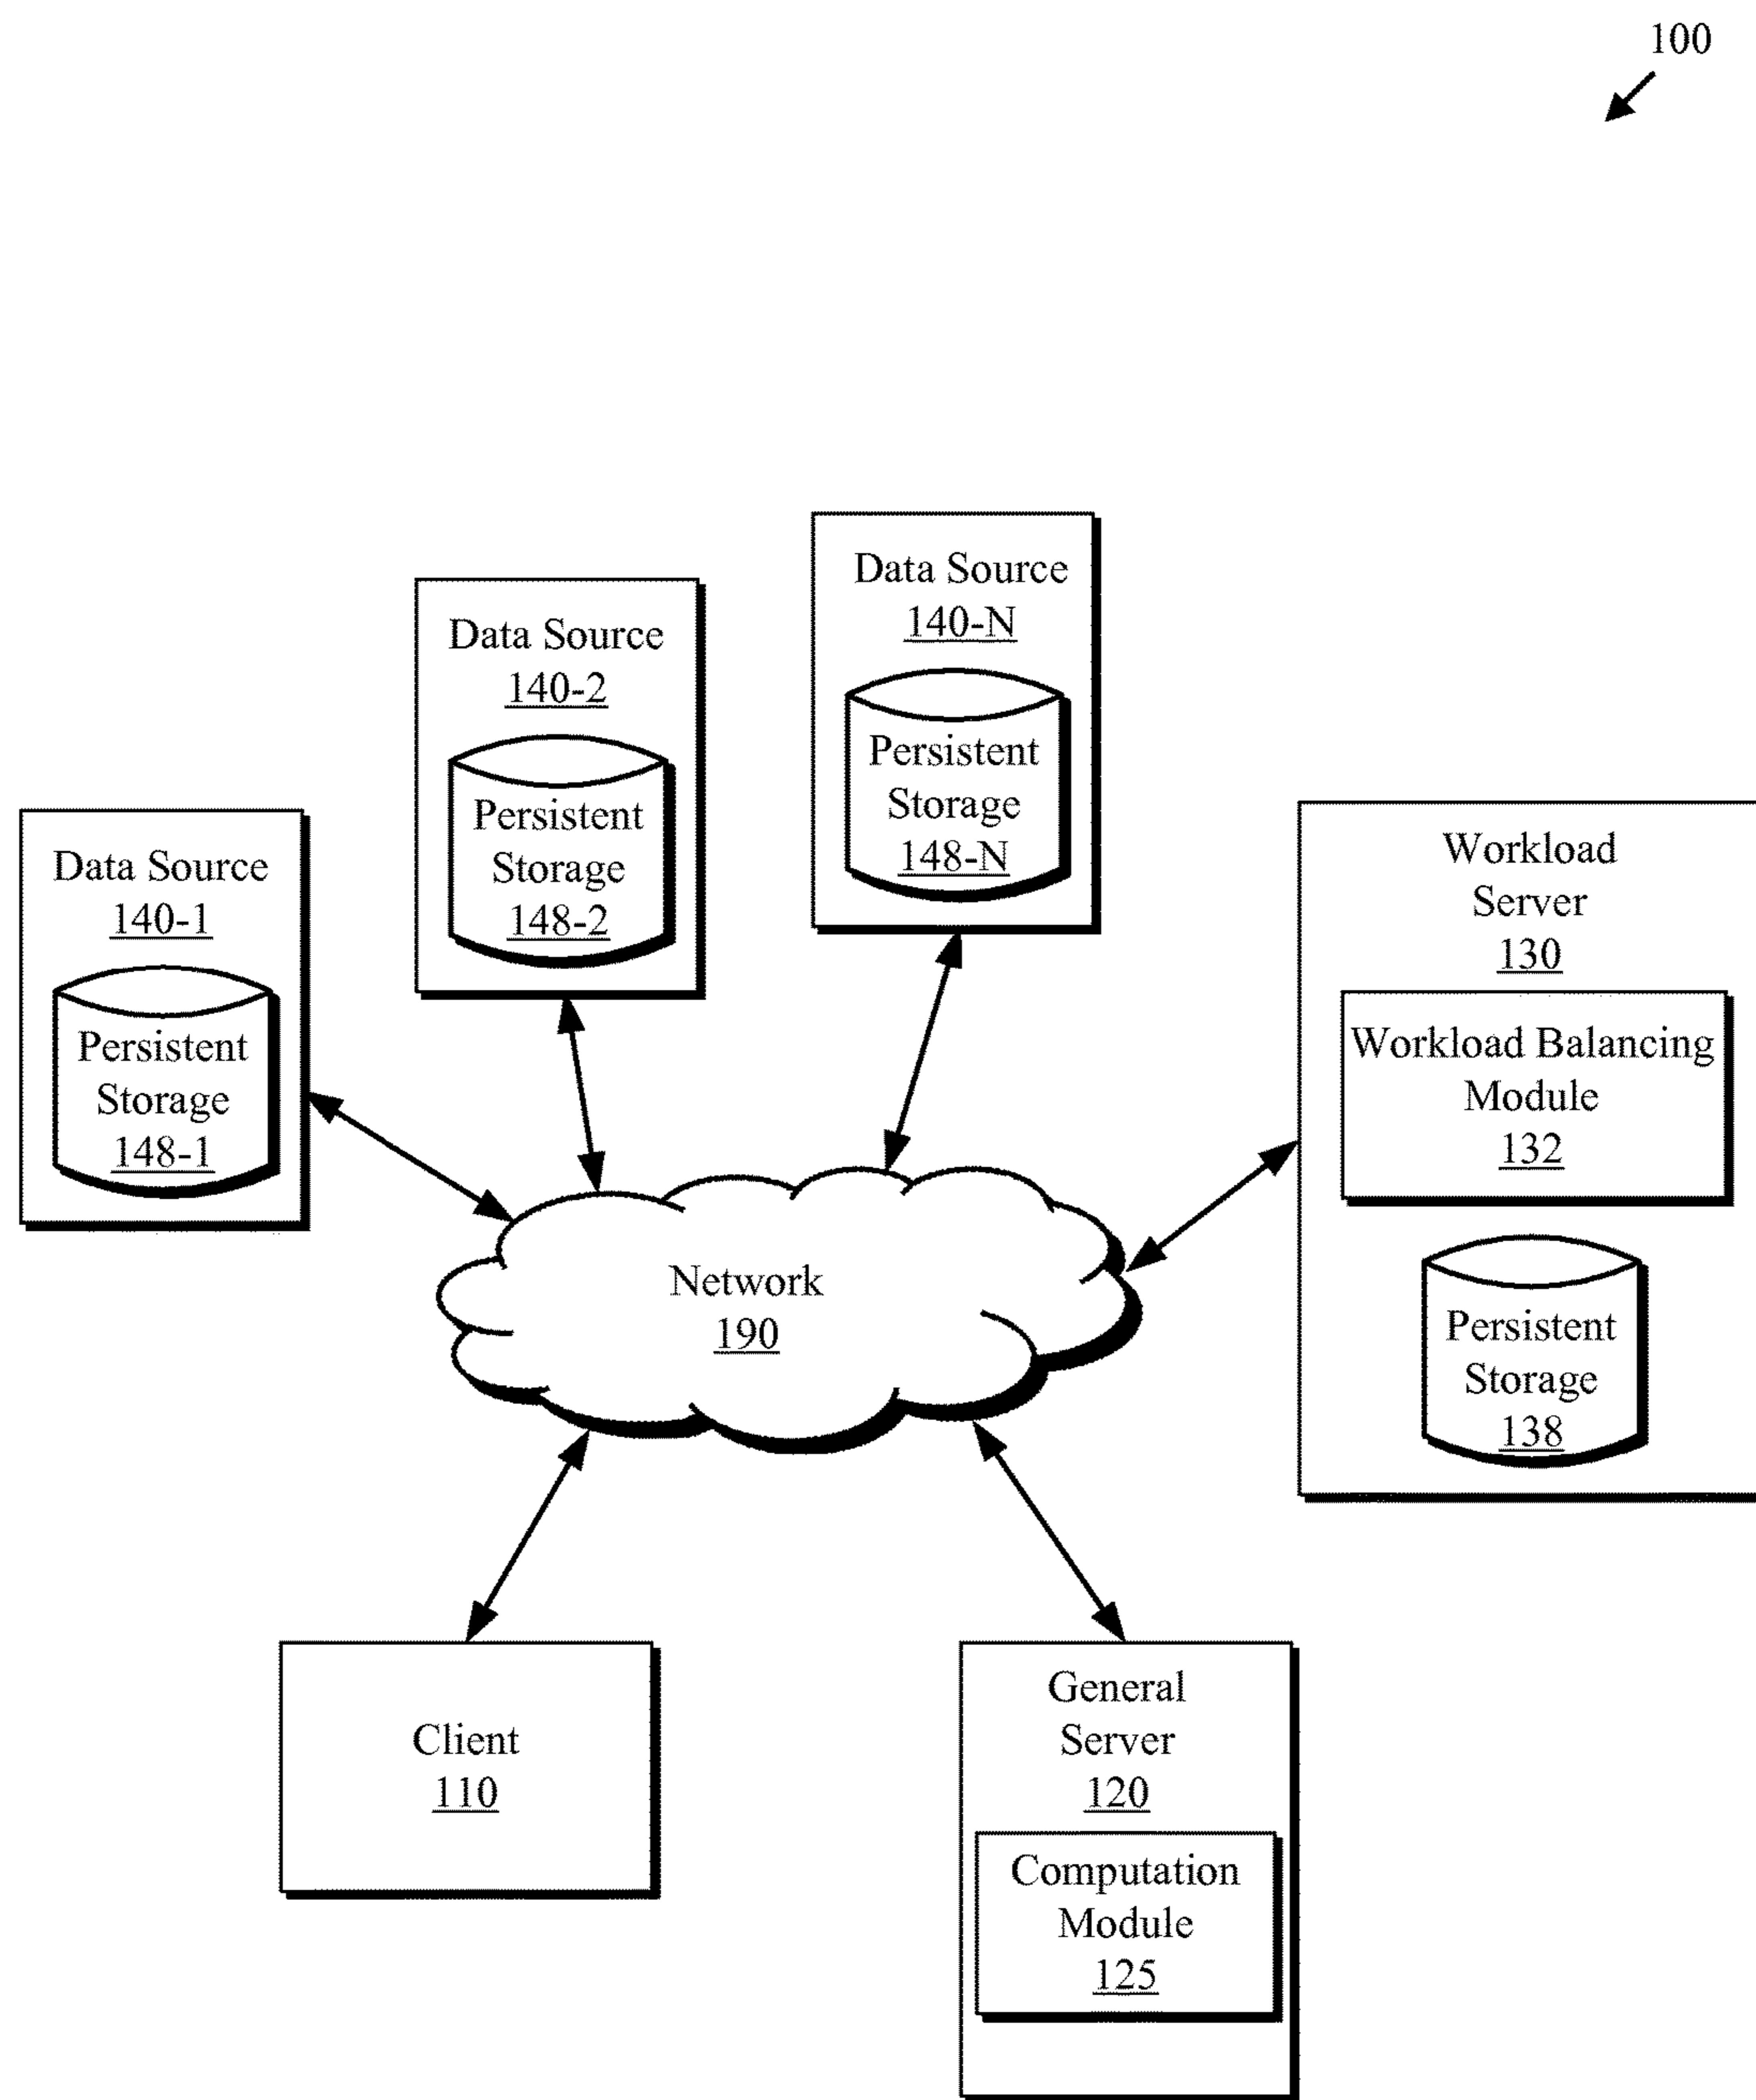 100
Data Source
140-N
Persistent
Storage
148-N
Data Source
140-2
Persistent
Storage
148-2
Data Source
140-1
Persistent
Storage
148-1
Workload
Server
130
Workload Balancing
Module
132
Persistent
Storage
138
Network
190
Client
110
General
Server
120
Computation
Module
125